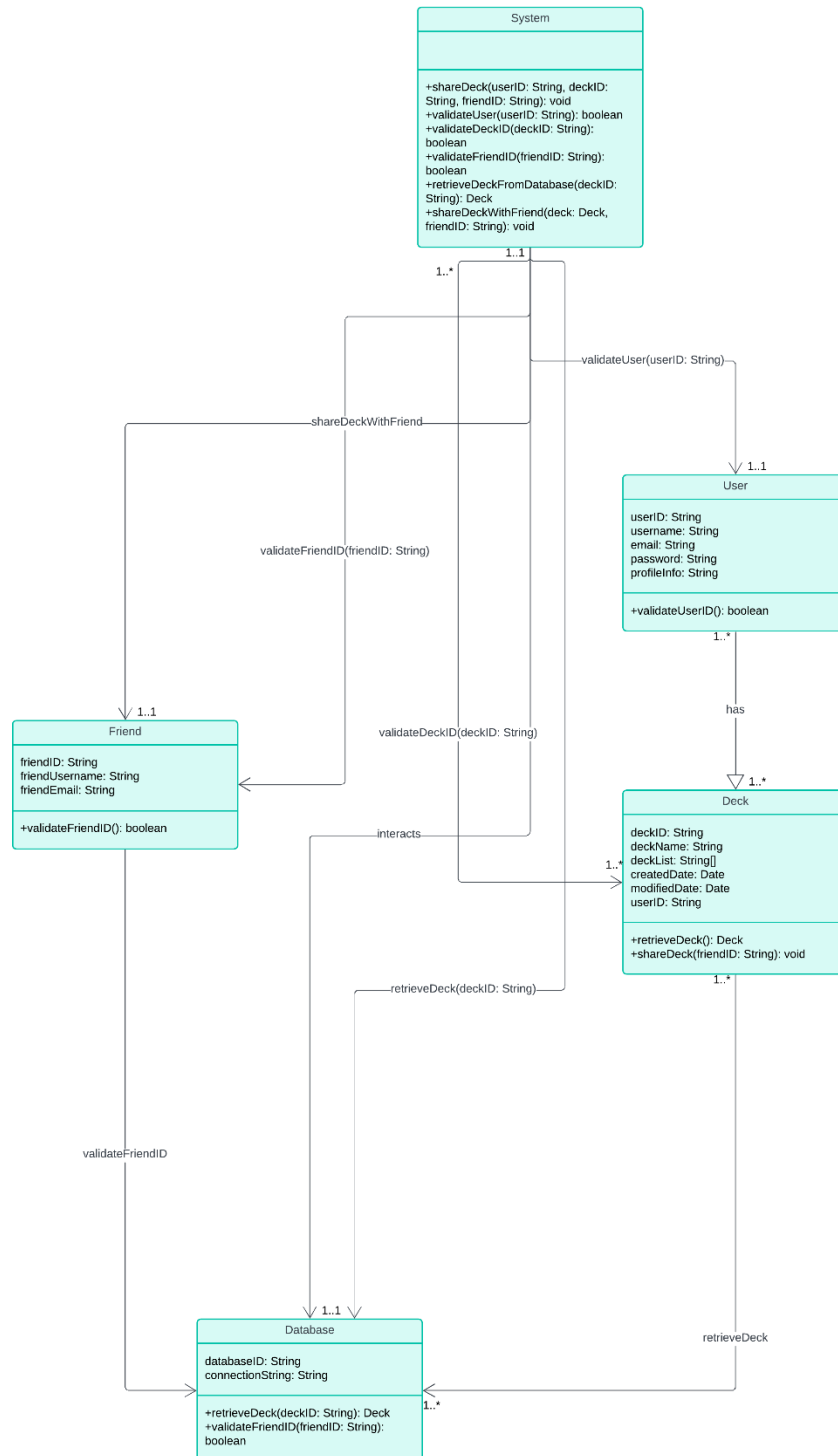 System
+shareDeck(userID: String, deckID:
String, friendID: String): void
+validateUser(userID: String): boolean
+validateDeckID(deckID: String):
boolean
+validateFriendID(friendID: String):
boolean
+retrieveDeckFromDatabase(deckID:
String): Deck
+shareDeckWithFriend(deck: Deck,
friendID: String): void
1..1
1..*
validateUser(userID: String)
shareDeckWithFriend
1..1
User
userID: String
username: String
email: String
password: String
profileInfo: String
+validateUserID(): boolean
1..*
validateFriendID(friendID: String)
has
1..1
Friend
friendID: String
friendUsername: String
friendEmail: String
+validateFriendID(): boolean
validateDeckID(deckID: String)
1..*
Deck
deckID: String
deckName: String
deckList: String[]
createdDate: Date
modifiedDate: Date
userID: String
+retrieveDeck(): Deck
+shareDeck(friendID: String): void
1..*
interacts
1..*
retrieveDeck(deckID: String)
validateFriendID
1..1
Database
databaseID: String
connectionString: String
+retrieveDeck(deckID: String): Deck
+validateFriendID(friendID: String):
boolean
retrieveDeck
1..*